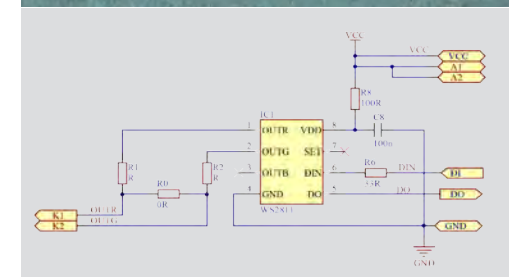 VCC
VCC VCC
A1
A2
R8
100R
IC1
C8
100n
1 OUTR VDD 8
2 OUTG SET 7
3 OUTB DIN 6
4 GND DO 5
WS2811
R1
R
R2
R
R0
0R
R6
33R
DIN DI
DO DO
K1 OUTR
K2 OUTG
GND
GND